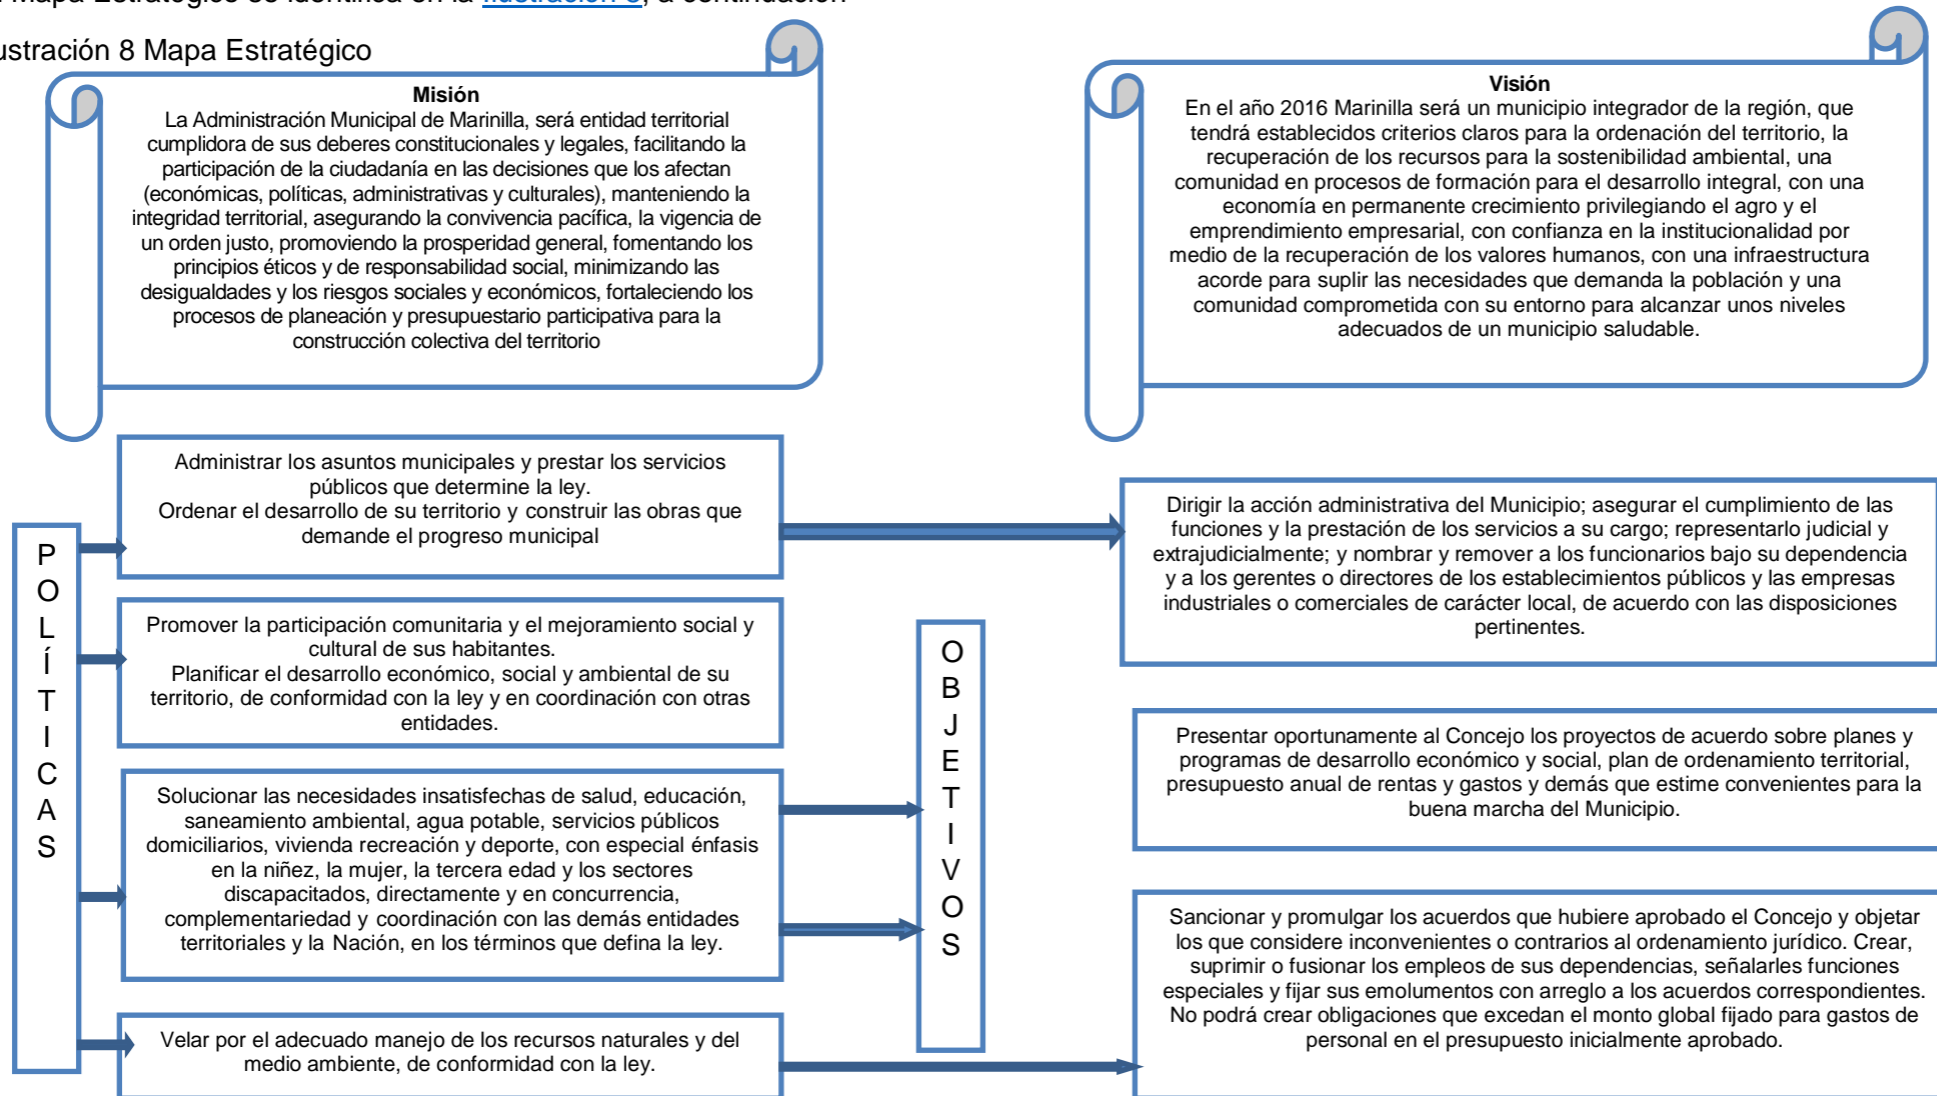 Mapa Estratégico se identifica en la Ilustración 8, a continuación
ustración 8 Mapa Estratégico
Misión
La Administración Municipal de Marinilla, será entidad territorial
cumplidora de sus deberes constitucionales y legales, facilitando la
participación de la ciudadanía en las decisiones que los afectan
(económicas, políticas, administrativas y culturales), manteniendo la
integridad territorial, asegurando la convivencia pacífica, la vigencia de
un orden justo, promoviendo la prosperidad general, fomentando los
principios éticos y de responsabilidad social, minimizando las
desigualdades y los riesgos sociales y económicos, fortaleciendo los
procesos de planeación y presupuestario participativa para la
construcción colectiva del territorio
Visión
En el año 2016 Marinilla será un municipio integrador de la región, que
tendrá establecidos criterios claros para la ordenación del territorio, la
recuperación de los recursos para la sostenibilidad ambiental, una
comunidad en procesos de formación para el desarrollo integral, con una
economía en permanente crecimiento privilegiando el agro y el
emprendimiento empresarial, con confianza en la institucionalidad por
medio de la recuperación de los valores humanos, con una infraestructura
acorde para suplir las necesidades que demanda la población y una
comunidad comprometida con su entorno para alcanzar unos niveles
adecuados de un municipio saludable.
POLÍTICAS
Administrar los asuntos municipales y prestar los servicios
públicos que determine la ley.
Ordenar el desarrollo de su territorio y construir las obras que
demande el progreso municipal
Promover la participación comunitaria y el mejoramiento social y
cultural de sus habitantes.
Planificar el desarrollo económico, social y ambiental de su
territorio, de conformidad con la ley y en coordinación con otras
entidades.
Solucionar las necesidades insatisfechas de salud, educación,
saneamiento ambiental, agua potable, servicios públicos
domiciliarios, vivienda recreación y deporte, con especial énfasis
en la niñez, la mujer, la tercera edad y los sectores
discapacitados, directamente y en concurrencia,
complementariedad y coordinación con las demás entidades
territoriales y la Nación, en los términos que defina la ley.
Velar por el adecuado manejo de los recursos naturales y del
medio ambiente, de conformidad con la ley.
OBJETIVOS
Dirigir la acción administrativa del Municipio; asegurar el cumplimiento de las
funciones y la prestación de los servicios a su cargo; representarlo judicial y
extrajudicialmente; y nombrar y remover a los funcionarios bajo su dependencia
y a los gerentes o directores de los establecimientos públicos y las empresas
industriales o comerciales de carácter local, de acuerdo con las disposiciones
pertinentes.
Presentar oportunamente al Concejo los proyectos de acuerdo sobre planes y
programas de desarrollo económico y social, plan de ordenamiento territorial,
presupuesto anual de rentas y gastos y demás que estime convenientes para la
buena marcha del Municipio.
Sancionar y promulgar los acuerdos que hubiere aprobado el Concejo y objetar
los que considere inconvenientes o contrarios al ordenamiento jurídico. Crear,
suprimir o fusionar los empleos de sus dependencias, señalarles funciones
especiales y fijar sus emolumentos con arreglo a los acuerdos correspondientes.
No podrá crear obligaciones que excedan el monto global fijado para gastos de
personal en el presupuesto inicialmente aprobado.